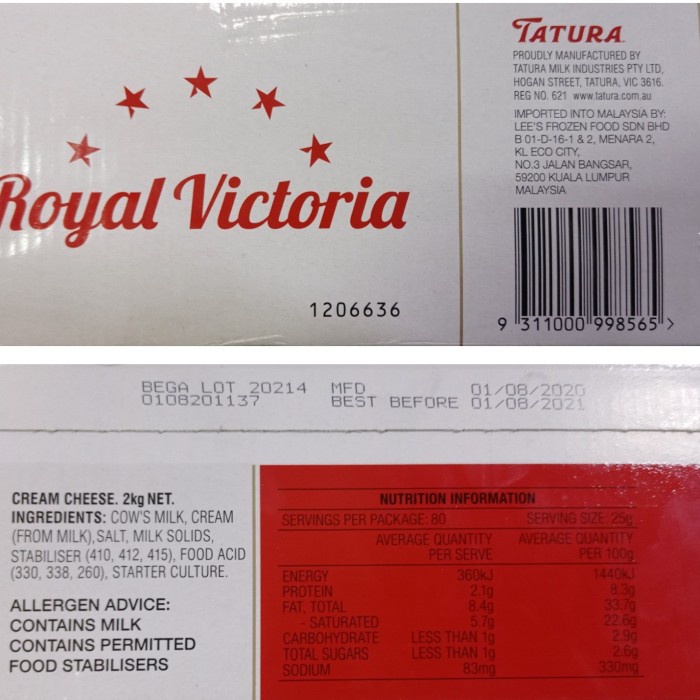 TATURA
PROUDLY MANUFACTURED BY
TATURA MILK INDUSTRIES PTY LTD,
HOGAN STREET, TATURA, VIC 3616.
REG NO. 621 www.tatura.com.au
IMPORTED INTO MALAYSIA BY:
LEE'S FROZEN FOOD SDN BHD
B 01-D-16-1 & 2, MENARA 2,
KL ECO CITY,
NO.3 JALAN BANGSAR,
59200 KUALA LUMPUR
MALAYSIA
Royal Victoria
1206636
9 311000 998565 >
BEGA LOT 20214 MFD 01/08/2020
0108201137 BEST BEFORE 01/08/2021
CREAM CHEESE. 2kg NET.
INGREDIENTS: COW'S MILK, CREAM
(FROM MILK),SALT, MILK SOLIDS,
STABILISER (410, 412, 415), FOOD ACID
(330, 338, 260), STARTER CULTURE.
ALLERGEN ADVICE:
CONTAINS MILK
CONTAINS PERMITTED
FOOD STABILISERS
NUTRITION INFORMATION
SERVINGS PER PACKAGE: 80 SERVING SIZE: 25g
AVERAGE QUANTITY AVERAGE QUANTITY
PER SERVE PER 100g
ENERGY 360kJ 1440kJ
PROTEIN 2.1g 8.3g
FAT, TOTAL 8.4g 33.7g
- SATURATED 5.7g 22.6g
CARBOHYDRATE LESS THAN 1g 2.9g
TOTAL SUGARS LESS THAN 1g 2.6g
SODIUM 83mg 330mg